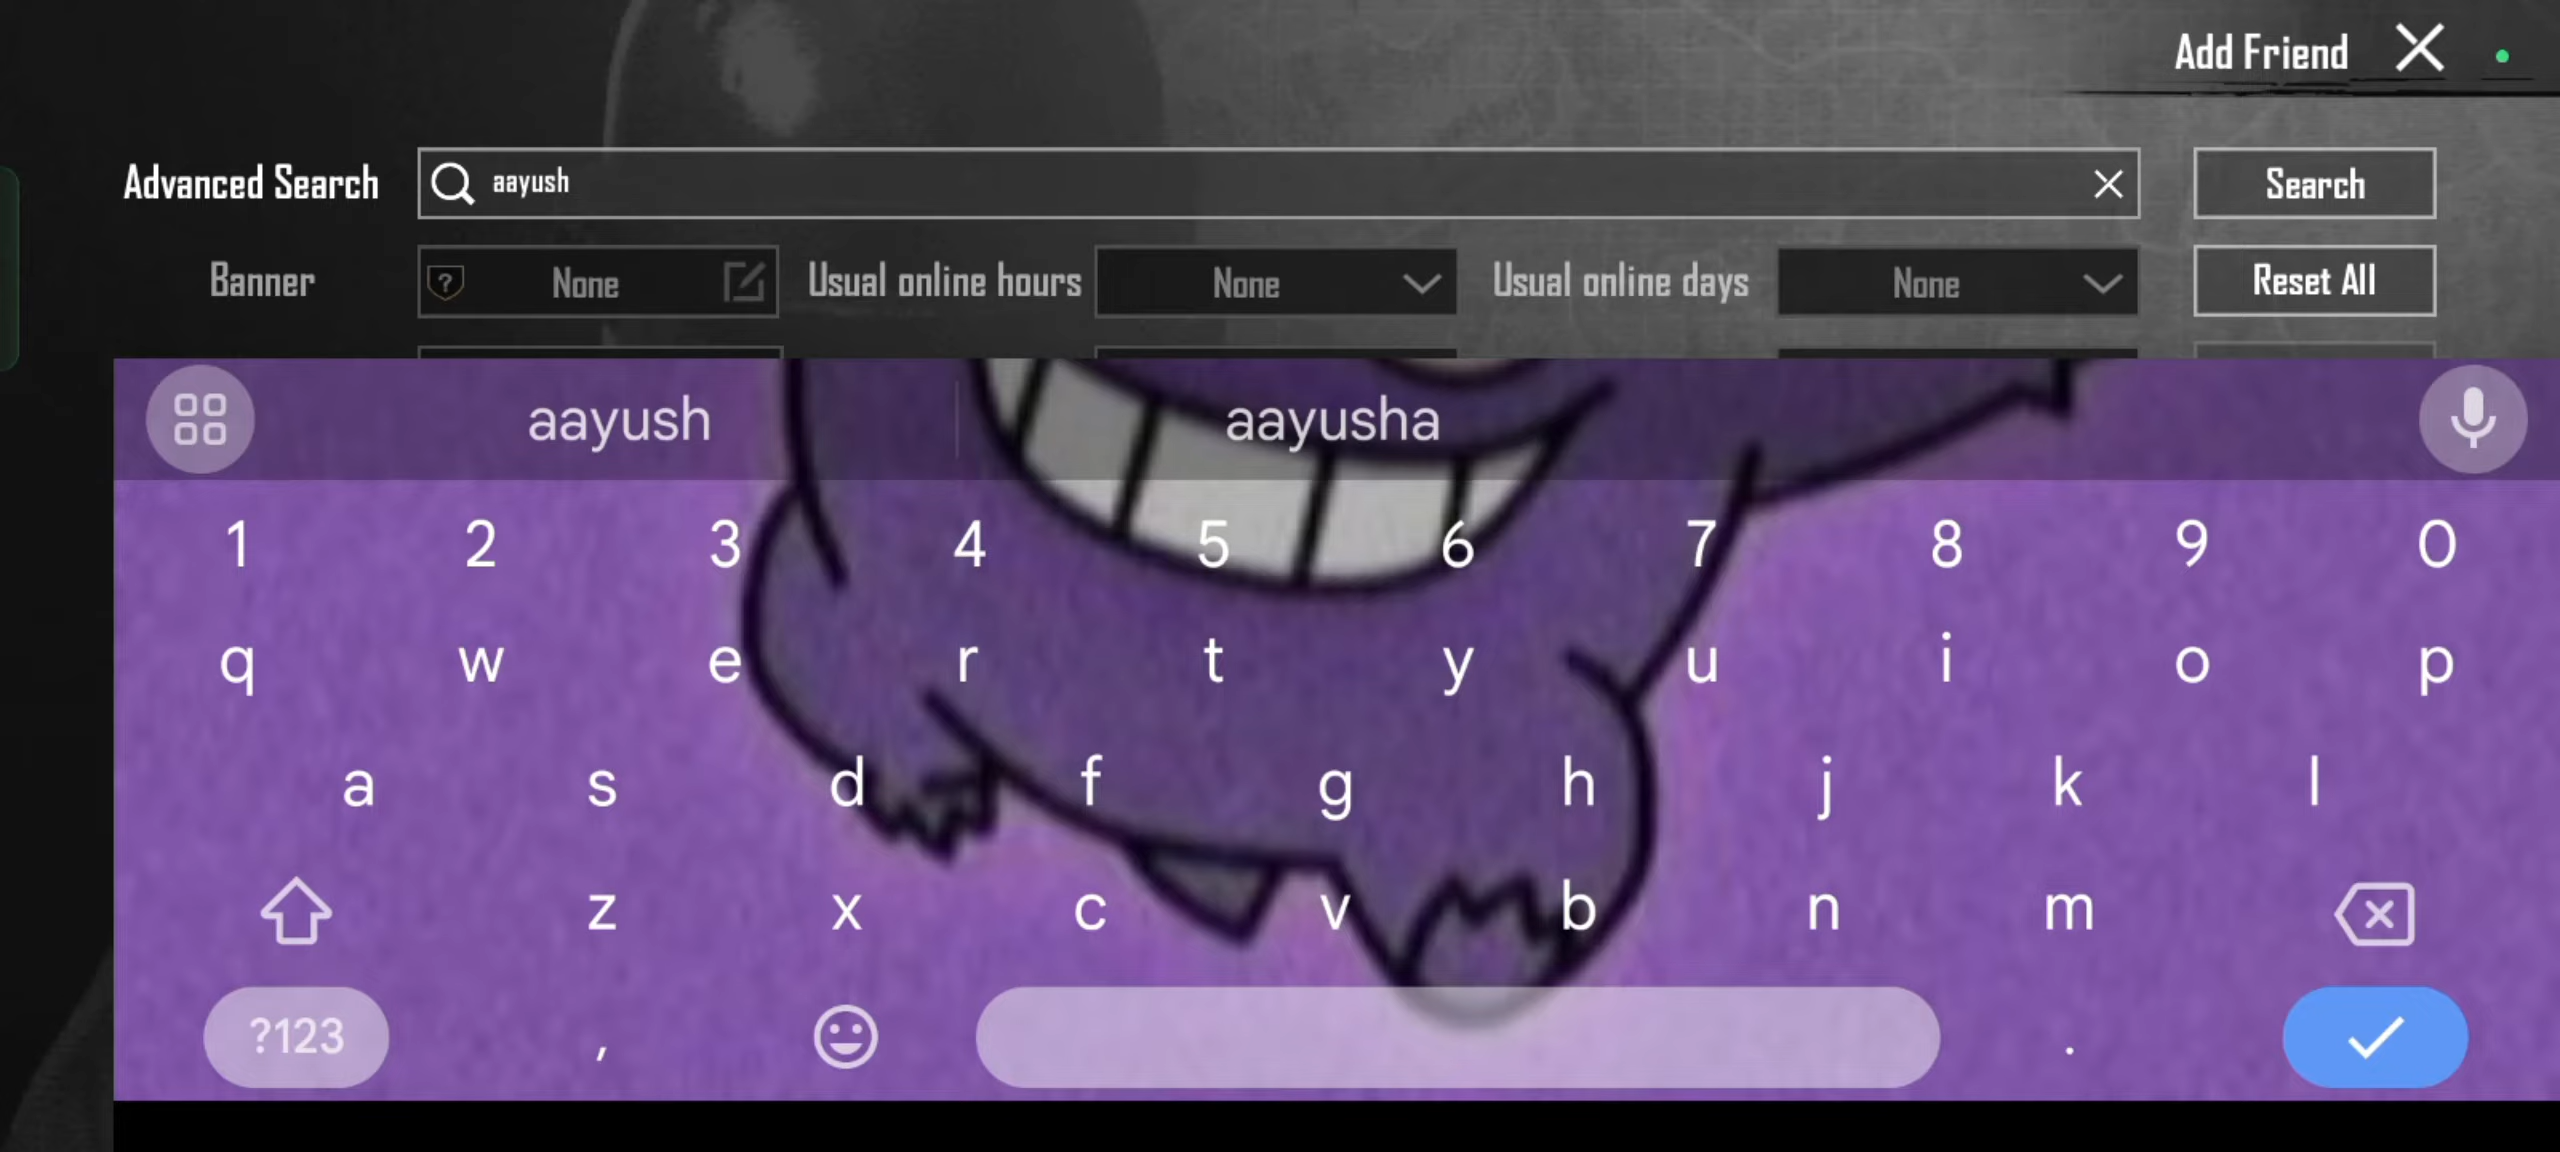 Add Friend
Advanced Search aayush Search
Banner ? None Usual online hours None Usual online days None Reset All
aayush aayusha
1 2 3 4 5 6 7 8 9 0
q w e r t y u i o p
a s d f g h j k l
z x c v b n m
?123 , .